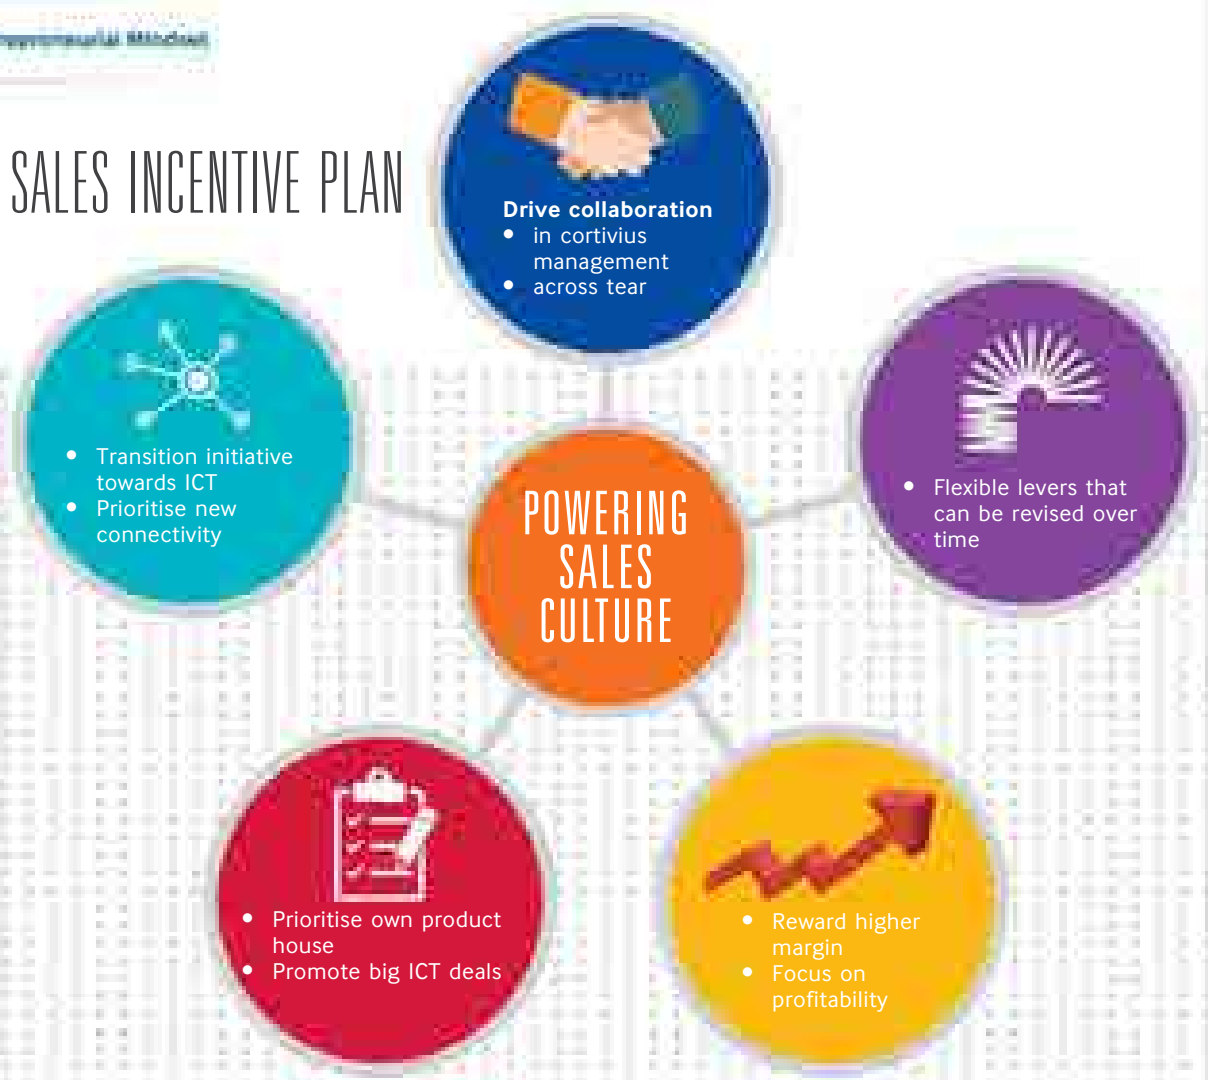 Mindset
SALES INCENTIVE PLAN
Drive collaboration
• in cortivius
management
• across tear
• Transition initiative
towards ICT
• Prioritise new
connectivity
• Flexible levers that
can be revised over
time
POWERING
SALES
CULTURE
• Prioritise own product
house
• Promote big ICT deals
• Reward higher
margin
• Focus on
profitability